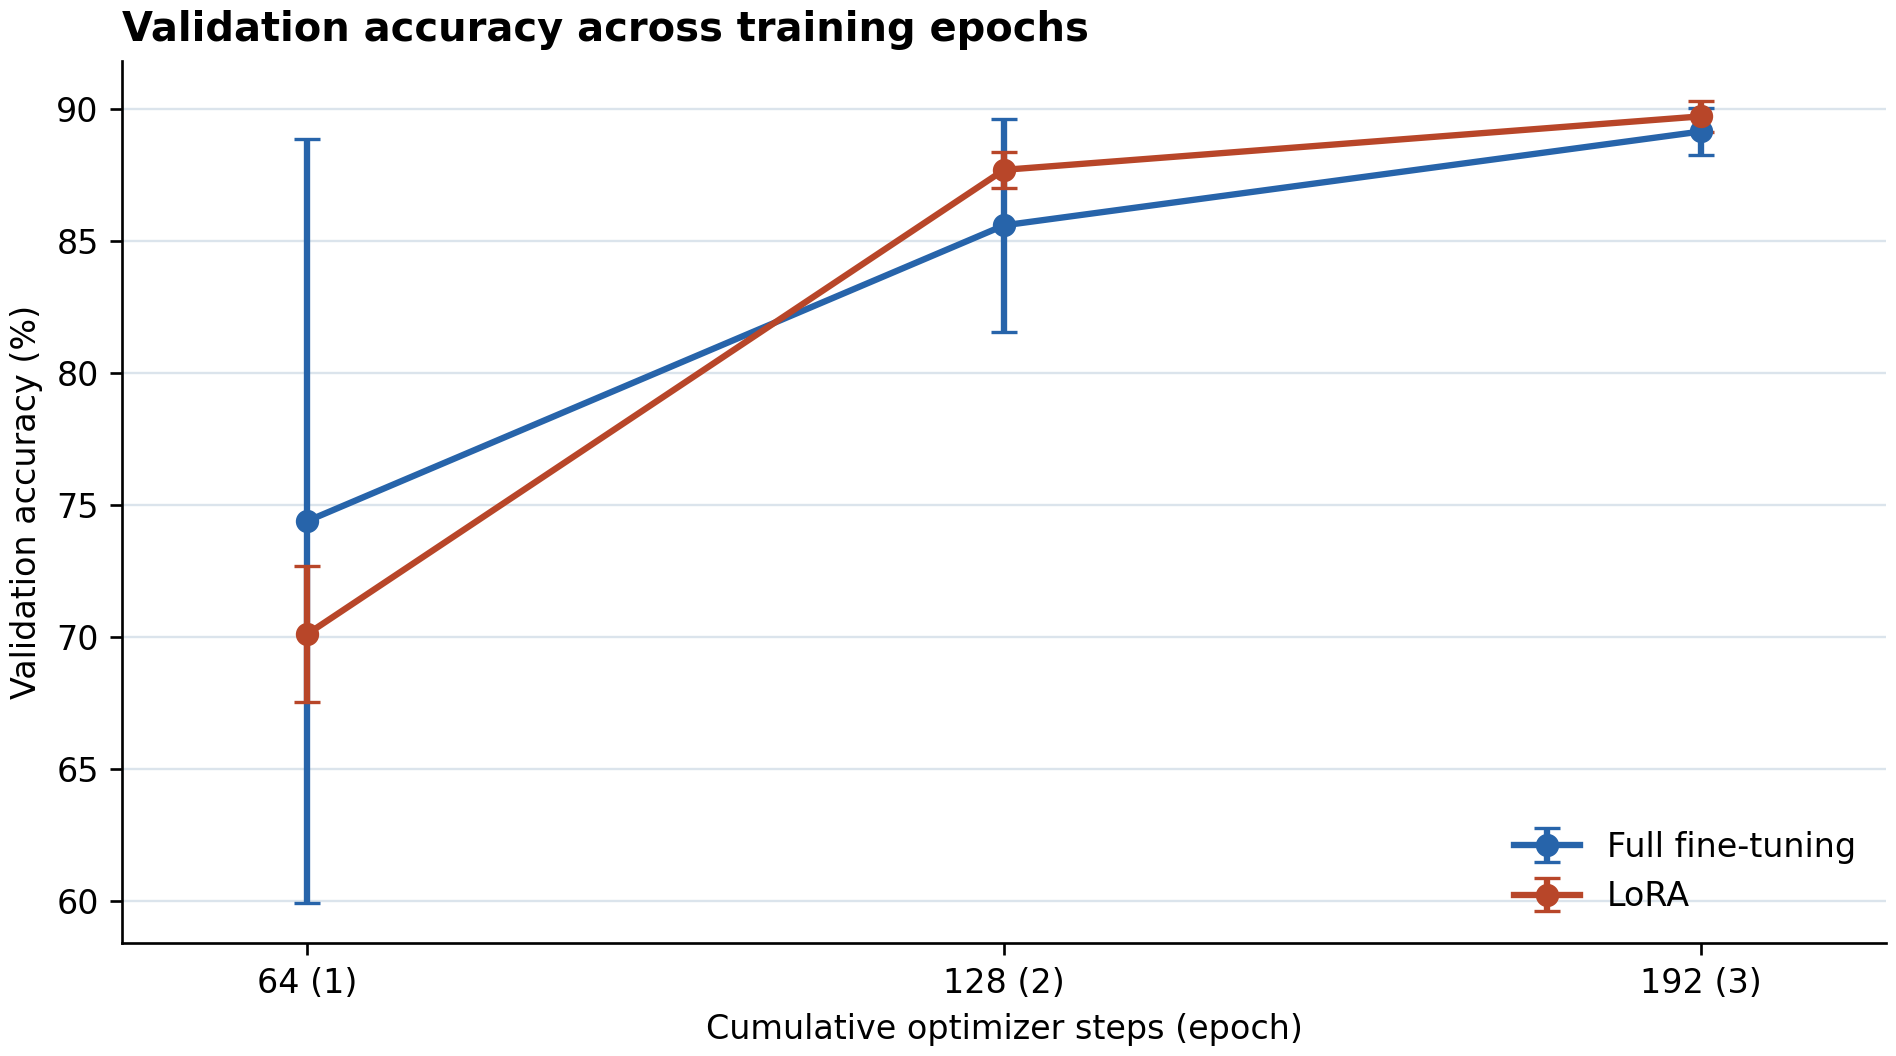 Validation accuracy across training epochs
Validation accuracy (%)
90
85
80
75
70
65
60
Full fine-tuning
LoRA
64 (1)
128 (2)
192 (3)
Cumulative optimizer steps (epoch)